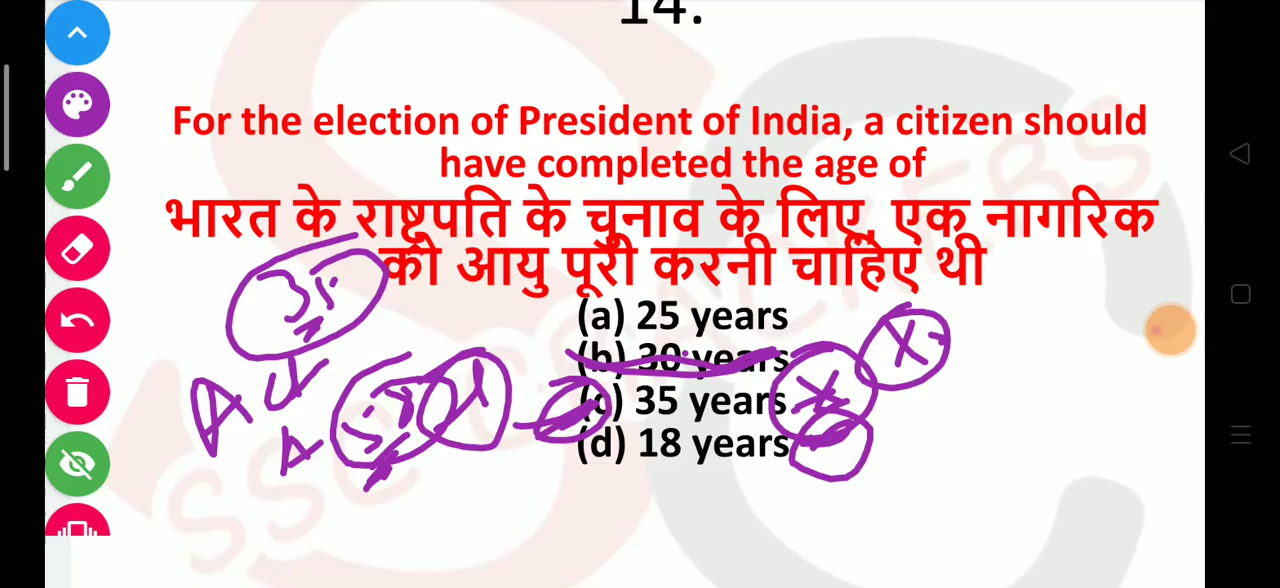 14.
For the election of President of India, a citizen should
have completed the age of
भारत के राष्ट्रपति के चुनाव के लिए, एक नागरिक
को आयु पूरी करनी चाहिए थी
(a) 25 years
(b) 30 years
(c) 35 years
(d) 18 years
35